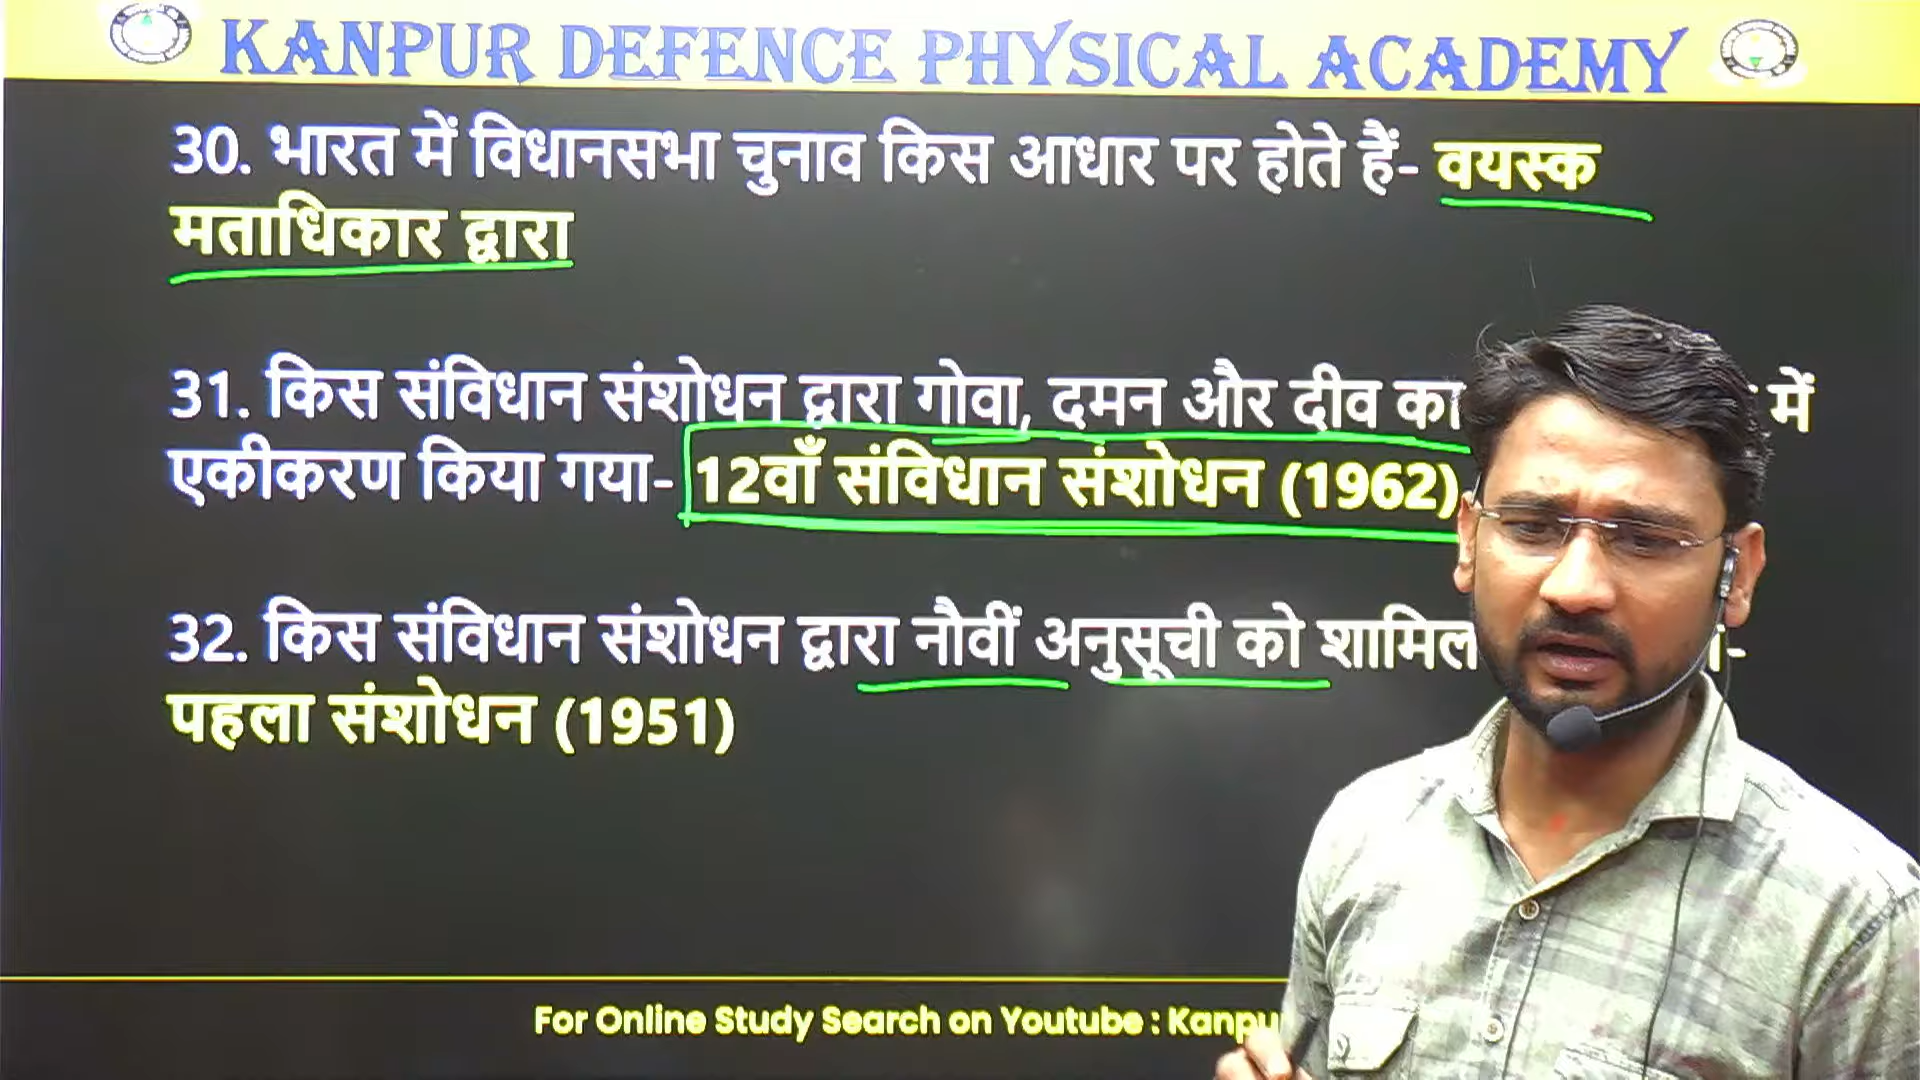 KANPUR DEFENCE PHYSICAL ACADEMY
30. भारत में विधानसभा चुनाव किस आधार पर होते हैं- वयस्क
मताधिकार द्वारा
31. किस संविधान संशोधन द्वारा गोवा, दमन और दीव का में
एकीकरण किया गया- 12वाँ संविधान संशोधन (1962)
32. किस संविधान संशोधन द्वारा नौवीं अनुसूची को शामिल
पहला संशोधन (1951)
For Online Study Search on Youtube :